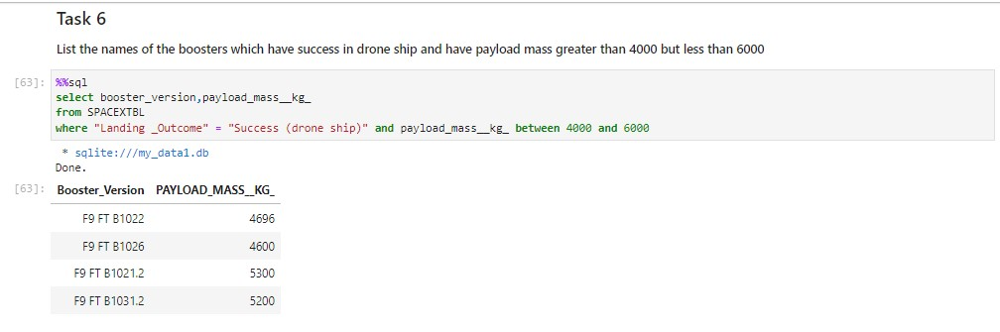 Task 6
List the names of the boosters which have success in drone ship and have payload mass greater than 4000 but less than 6000
[63]: %%sql
select booster_version,payload_mass__kg_
from SPACEXTBL
where "Landing _Outcome" = "Success (drone ship)" and payload_mass__kg_ between 4000 and 6000
* sqlite:///my_data1.db
Done.
[63]: Booster_Version PAYLOAD_MASS__KG_
F9 FT B1022 4696
F9 FT B1026 4600
F9 FT B1021.2 5300
F9 FT B1031.2 5200